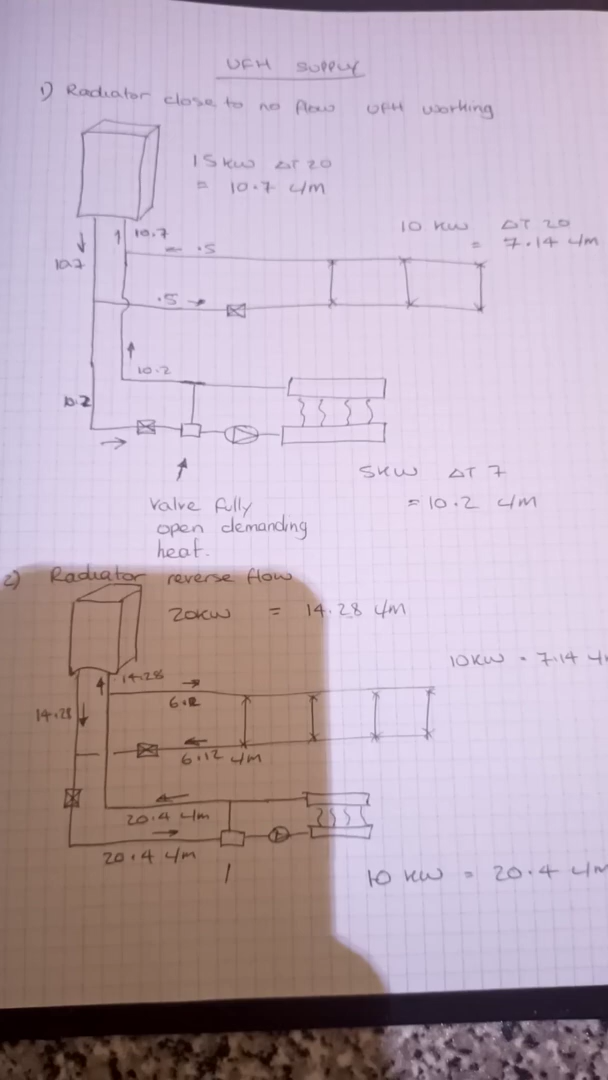 UFH SUPPLY
1) Radiator close to no flow UFH working
15KW ΔT 20
= 10.7 L/M
10 KW ΔT 20
= 7.14 L/M
10.7
10.7
.5
.5
10.2
10.2
5KW ΔT 7
= 10.2 L/M
Valve fully
open demanding
heat.
2) Radiator reverse flow
20KW = 14.28 L/M
10KW = 7.14 L/
14.28
14.28
6.12
6.12 L/M
20.4 L/M
20.4 L/M
10 KW = 20.4 L/M